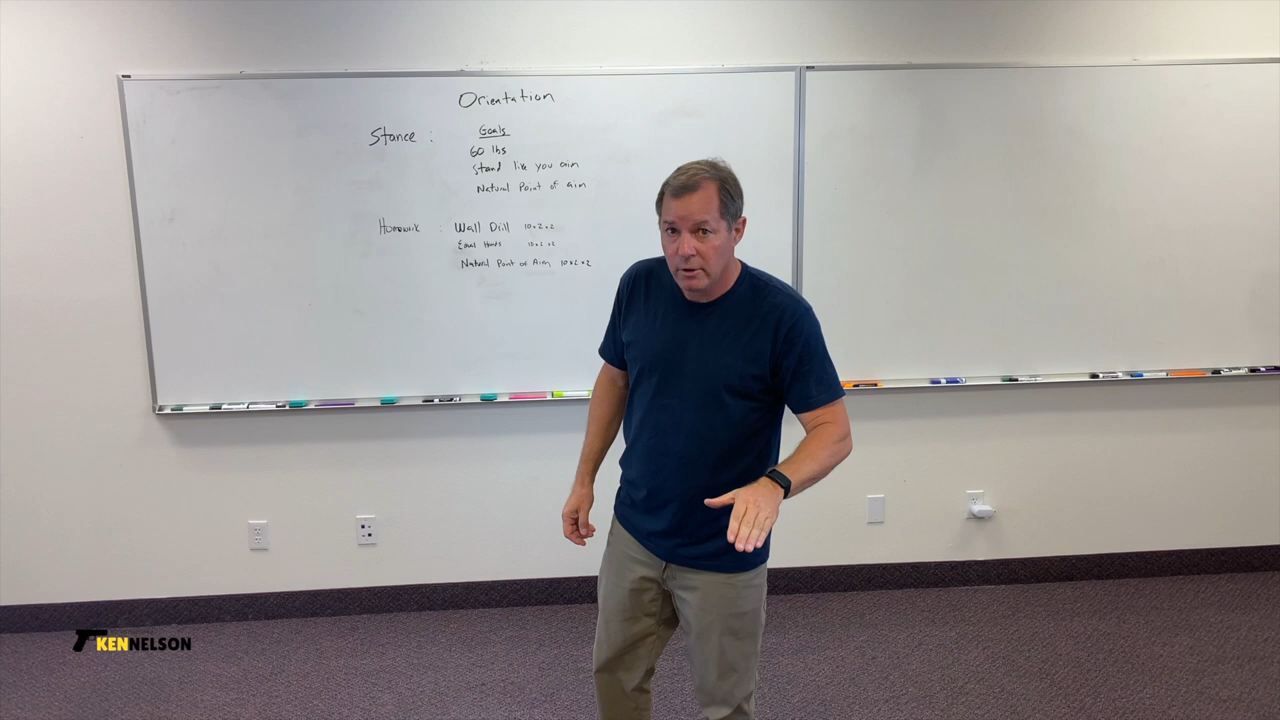 Orientation
Stance : Goals
60 lbs
Stand like you aim
Natural Point of aim
Homework : Wall Drill 10x2x2
Equal Hands 10x2x2
Natural Point of Aim 10x2x2
KENNELSON